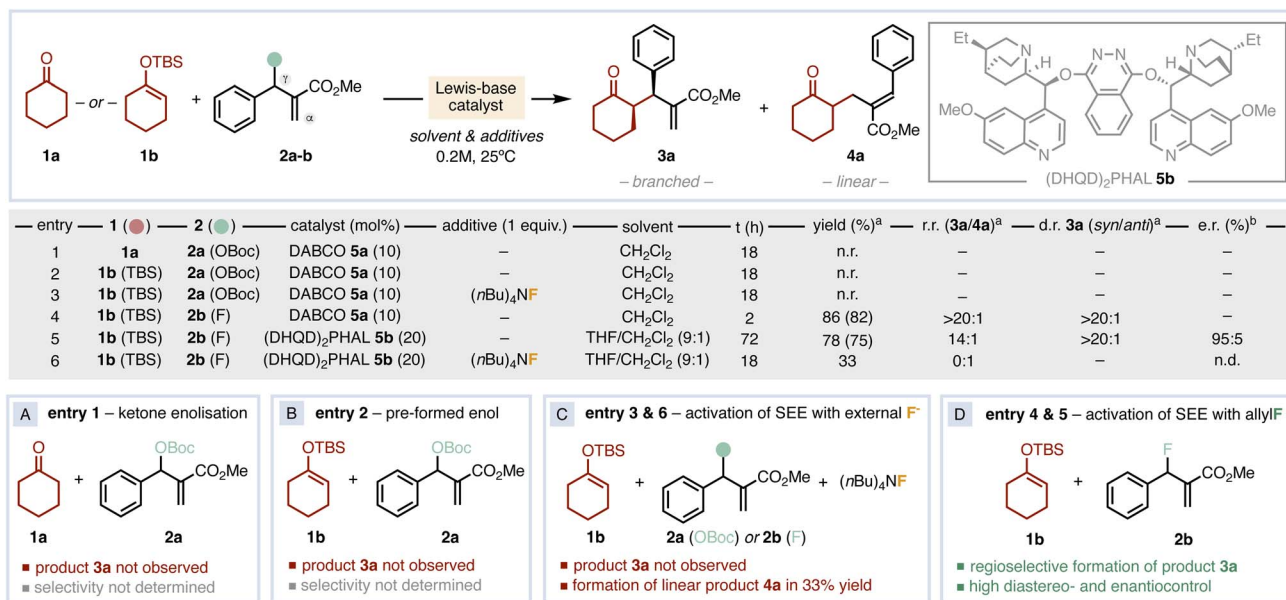 O
OTBS
– or –
+
γ
α
CO2Me
1a
1b
2a-b
Lewis-base
catalyst
solvent & additives
0.2M, 25ºC
O
CO2Me
3a
– branched –
+
O
CO2Me
4a
– linear –
Et
N
H
O
N N
O
H
N
Et
MeO
N
N
OMe
(DHQD)2PHAL 5b
entry 1 ( ) 2 ( ) catalyst (mol%) additive (1 equiv.) solvent t (h) yield (%)a r.r. (3a/4a)a d.r. 3a (syn/anti)a e.r. (%)b
1 1a 2a (OBoc) DABCO 5a (10) – CH2Cl2 18 n.r. – – –
2 1b (TBS) 2a (OBoc) DABCO 5a (10) – CH2Cl2 18 n.r. – – –
3 1b (TBS) 2a (OBoc) DABCO 5a (10) (nBu)4NF CH2Cl2 18 n.r. – – –
4 1b (TBS) 2b (F) DABCO 5a (10) – CH2Cl2 2 86 (82) >20:1 >20:1 –
5 1b (TBS) 2b (F) (DHQD)2PHAL 5b (20) – THF/CH2Cl2 (9:1) 72 78 (75) 14:1 >20:1 95:5
6 1b (TBS) 2b (F) (DHQD)2PHAL 5b (20) (nBu)4NF THF/CH2Cl2 (9:1) 18 33 0:1 – n.d.
A entry 1 – ketone enolisation
O
+
OBoc
CO2Me
1a
2a
product 3a not observed
selectivity not determined
B entry 2 – pre-formed enol
OTBS
+
OBoc
CO2Me
1b
2a
product 3a not observed
selectivity not determined
C entry 3 & 6 – activation of SEE with external F-
OTBS
+
CO2Me
+ (nBu)4NF
1b
2a (OBoc) or 2b (F)
product 3a not observed
formation of linear product 4a in 33% yield
D entry 4 & 5 – activation of SEE with allylF
OTBS
+
F
CO2Me
1b
2b
regioselective formation of product 3a
high diastereo- and enantiocontrol